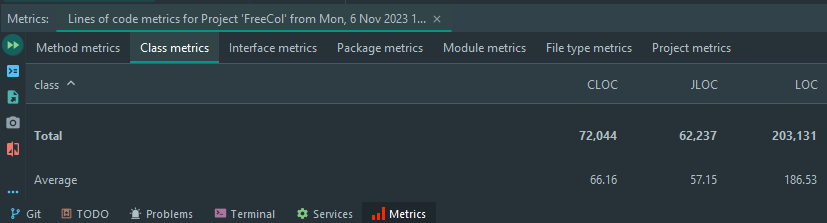 Metrics: Lines of code metrics for Project 'FreeCol' from Mon, 6 Nov 2023 1... ×
Method metrics Class metrics Interface metrics Package metrics Module metrics File type metrics Project metrics
class CLOC JLOC LOC
Total 72,044 62,237 203,131
Average 66.16 57.15 186.53
Git TODO Problems Terminal Services Metrics